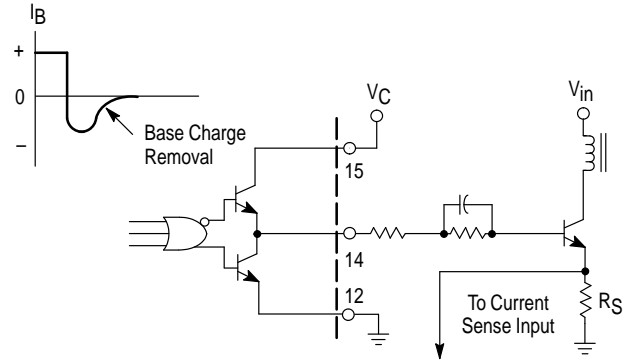 IB
+
0
–
Base Charge
Removal
VC
Vin
15
14
12
To Current
Sense Input
RS